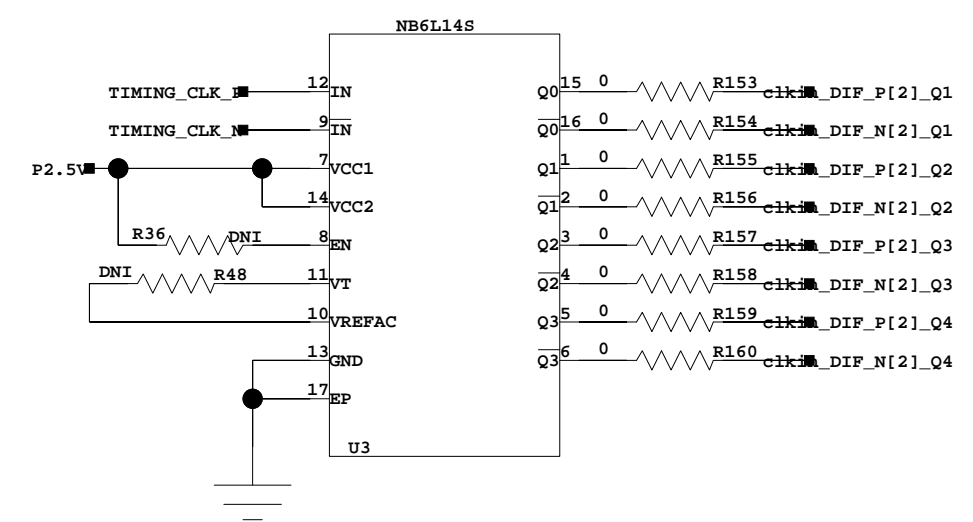 NB6L14S
TIMING_CLK_P 12 IN Q0 15 0 R153 clkin_DIF_P[2]_Q1
TIMING_CLK_N 9 IN Q0 16 0 R154 clkin_DIF_N[2]_Q1
P2.5V 7 VCC1 Q1 1 0 R155 clkin_DIF_P[2]_Q2
14 VCC2 Q1 2 0 R156 clkin_DIF_N[2]_Q2
R36 DNI 8 EN Q2 3 0 R157 clkin_DIF_P[2]_Q3
DNI R48 11 VT Q2 4 0 R158 clkin_DIF_N[2]_Q3
10 VREFAC Q3 5 0 R159 clkin_DIF_P[2]_Q4
13 GND Q3 6 0 R160 clkin_DIF_N[2]_Q4
17 EP
U3